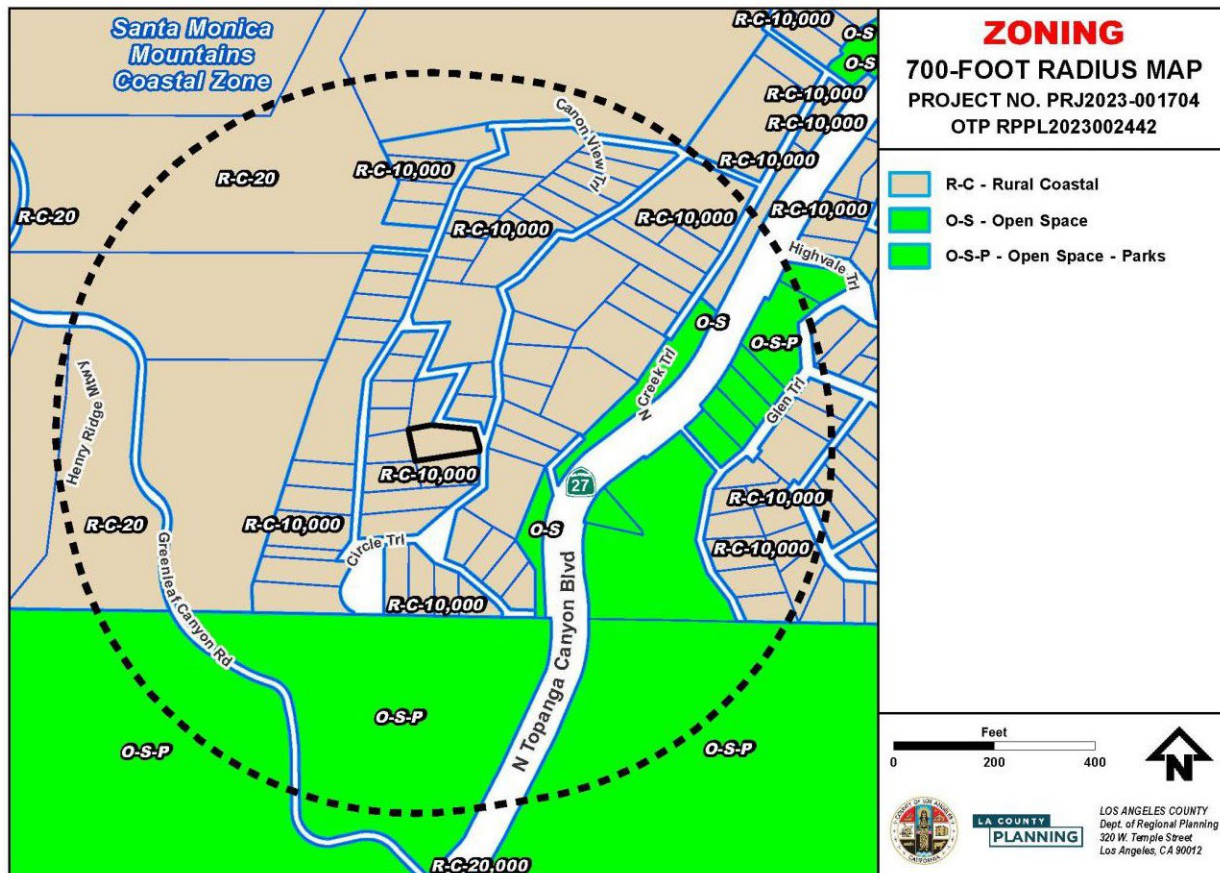 Santa Monica
Mountains
Coastal Zone
R-C-10,000
O-S
O-S
R-C-10,000
R-C-10,000
Canon View Trl
R-C-20
R-C-10,000
R-C-10,000
R-C-20
R-C-10,000
R-C-10,000
R-C-10,000
Highvale Trl
O-S
O-S-P
N Creek Trl
Glen Trl
Henry Ridge Mtwy
R-C-10,000
27
R-C-10,000
R-C-20
R-C-10,000
O-S
Circle Trl
R-C-10,000
R-C-10,000
Greenleaf Canyon Rd
N Topanga Canyon Blvd
O-S-P
O-S-P
O-S-P
R-C-20,000
ZONING
700-FOOT RADIUS MAP
PROJECT NO. PRJ2023-001704
OTP RPPL2023002442
R-C - Rural Coastal
O-S - Open Space
O-S-P - Open Space - Parks
Feet
0 200 400
N
LA COUNTY
PLANNING
LOS ANGELES COUNTY
Dept. of Regional Planning
320 W. Temple Street
Los Angeles, CA 90012